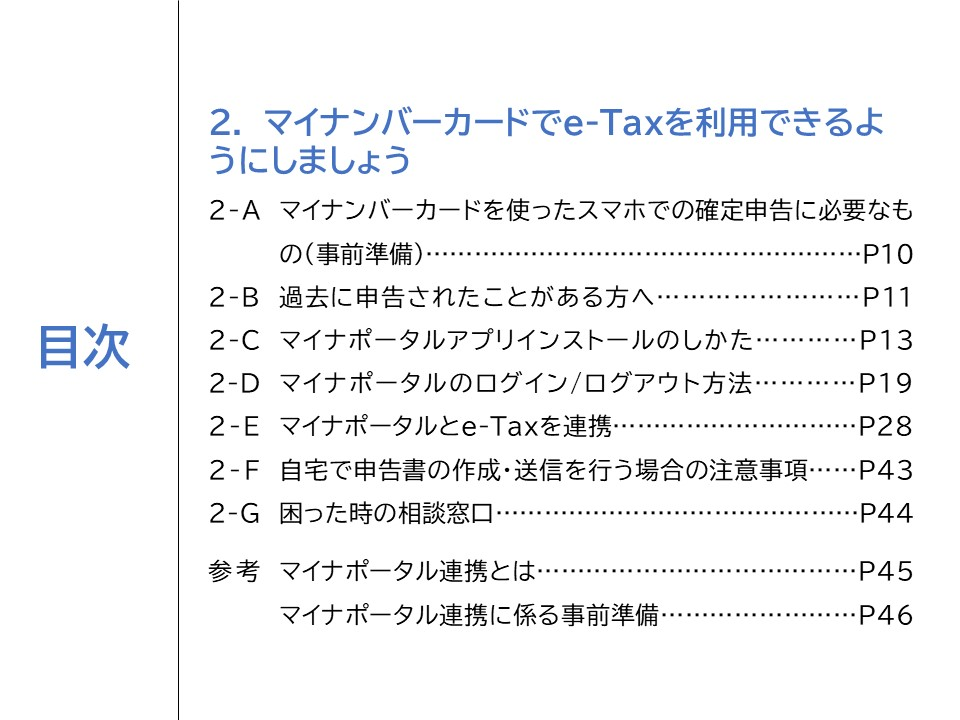 目次
2. マイナンバーカードでe-Taxを利用できるよ
うにしましょう
2-A マイナンバーカードを使ったスマホでの確定申告に必要なも
の(事前準備)………………………………………………P10
2-B 過去に申告されたことがある方へ……………………P11
2-C マイナポータルアプリインストールのしかた…………P13
2-D マイナポータルのログイン/ログアウト方法…………P19
2-E マイナポータルとe-Taxを連携…………………………P28
2-F 自宅で申告書の作成・送信を行う場合の注意事項……P43
2-G 困った時の相談窓口………………………………………P44
参考 マイナポータル連携とは…………………………………P45
マイナポータル連携に係る事前準備……………………P46